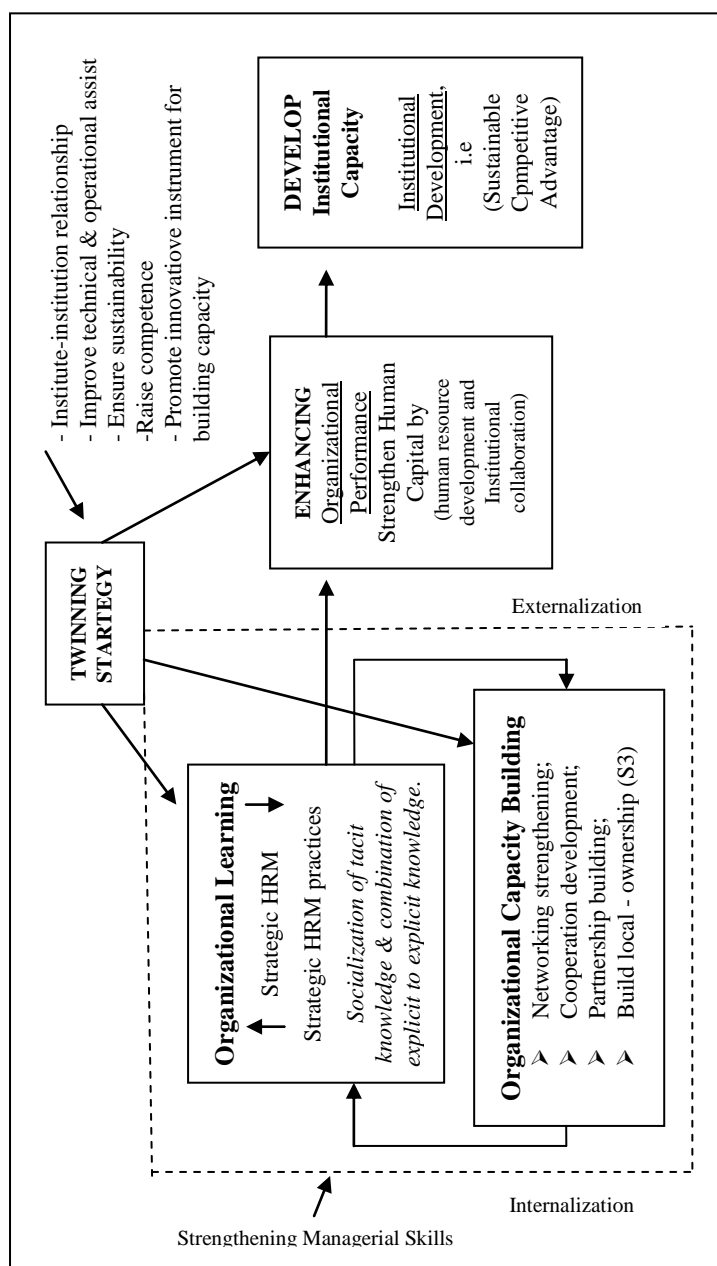 - Institute-institution relationship
- Improve technical & operational assist
- Ensure sustainability
-Raise competence
- Promote innovatiove instrument for
building capacity
TWINNING
STARTEGY
Organizational Learning
Strategic HRM
Strategic HRM practices
Socialization of tacit
knowledge & combination of
explicit to explicit knowledge.
ENHANCING
Organizational
Performance
Strengthen Human
Capital by
(human resource
development and
Institutional
collaboration)
DEVELOP
Institutional
Capacity
Institutional
Development,
i.e
(Sustainable
Cpmpetitive
Advantage)
Externalization
Organizational Capacity Building
➢ Networking strengthening;
➢ Cooperation development;
➢ Partnership building;
➢ Build local - ownership (S3)
Internalization
Strengthening Managerial Skills